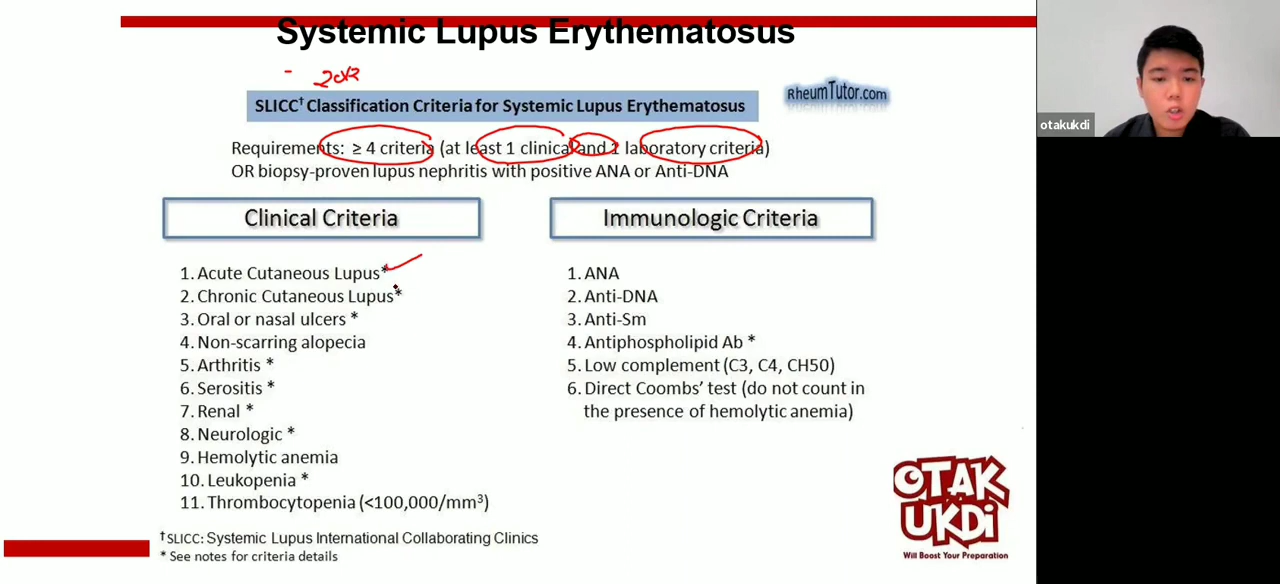 Systemic Lupus Erythematosus
2012
SLICC† Classification Criteria for Systemic Lupus Erythematosus
RheumTutor.com
otakukdi
Requirements: ≥ 4 criteria (at least 1 clinical and 1 laboratory criteria)
OR biopsy-proven lupus nephritis with positive ANA or Anti-DNA
Clinical Criteria
1. Acute Cutaneous Lupus*
2. Chronic Cutaneous Lupus*
3. Oral or nasal ulcers *
4. Non-scarring alopecia
5. Arthritis *
6. Serositis *
7. Renal *
8. Neurologic *
9. Hemolytic anemia
10. Leukopenia *
11. Thrombocytopenia (<100,000/mm³)
Immunologic Criteria
1. ANA
2. Anti-DNA
3. Anti-Sm
4. Antiphospholipid Ab *
5. Low complement (C3, C4, CH50)
6. Direct Coombs’ test (do not count in
the presence of hemolytic anemia)
†SLICC: Systemic Lupus International Collaborating Clinics
* See notes for criteria details
OTAK
UKDi
Will Boost Your Preparation